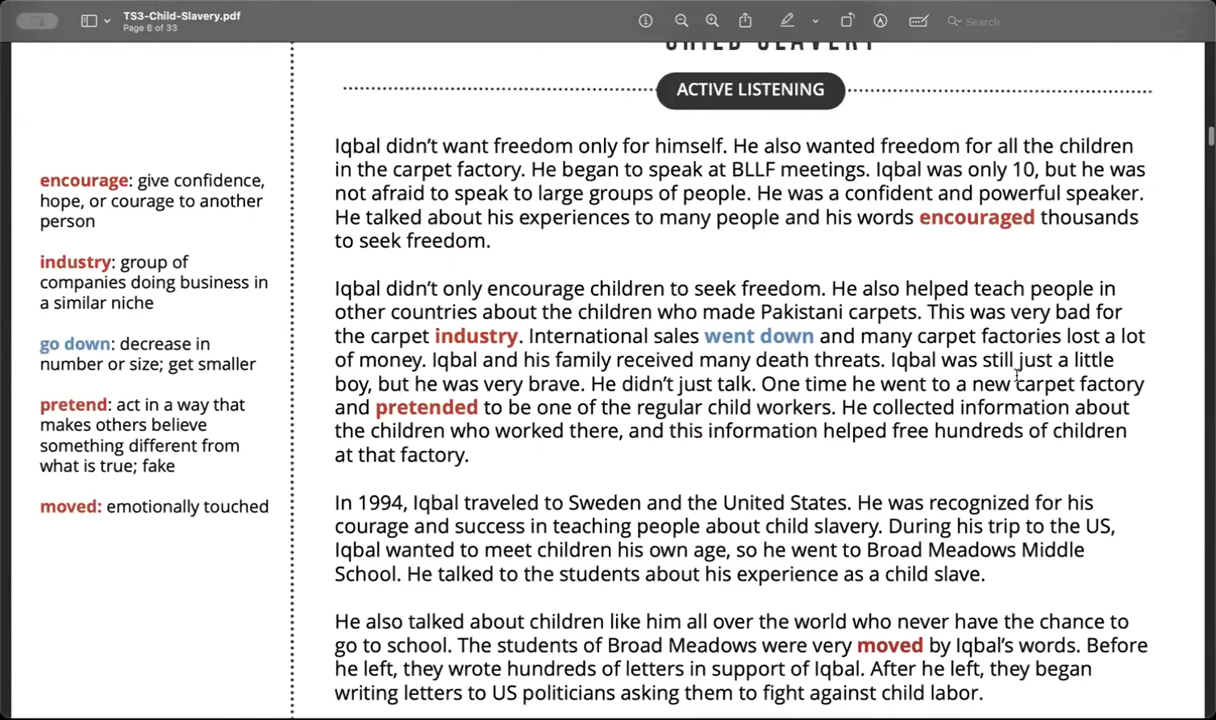 TS3-Child-Slavery.pdf
Page 6 of 33
Search
CHILD SLAVERY
ACTIVE LISTENING
encourage: give confidence,
hope, or courage to another
person
industry: group of
companies doing business in
a similar niche
go down: decrease in
number or size; get smaller
pretend: act in a way that
makes others believe
something different from
what is true; fake
moved: emotionally touched
Iqbal didn't want freedom only for himself. He also wanted freedom for all the children
in the carpet factory. He began to speak at BLLF meetings. Iqbal was only 10, but he was
not afraid to speak to large groups of people. He was a confident and powerful speaker.
He talked about his experiences to many people and his words encouraged thousands
to seek freedom.
Iqbal didn't only encourage children to seek freedom. He also helped teach people in
other countries about the children who made Pakistani carpets. This was very bad for
the carpet industry. International sales went down and many carpet factories lost a lot
of money. Iqbal and his family received many death threats. Iqbal was still just a little
boy, but he was very brave. He didn't just talk. One time he went to a new carpet factory
and pretended to be one of the regular child workers. He collected information about
the children who worked there, and this information helped free hundreds of children
at that factory.
In 1994, Iqbal traveled to Sweden and the United States. He was recognized for his
courage and success in teaching people about child slavery. During his trip to the US,
Iqbal wanted to meet children his own age, so he went to Broad Meadows Middle
School. He talked to the students about his experience as a child slave.
He also talked about children like him all over the world who never have the chance to
go to school. The students of Broad Meadows were very moved by Iqbal's words. Before
he left, they wrote hundreds of letters in support of Iqbal. After he left, they began
writing letters to US politicians asking them to fight against child labor.